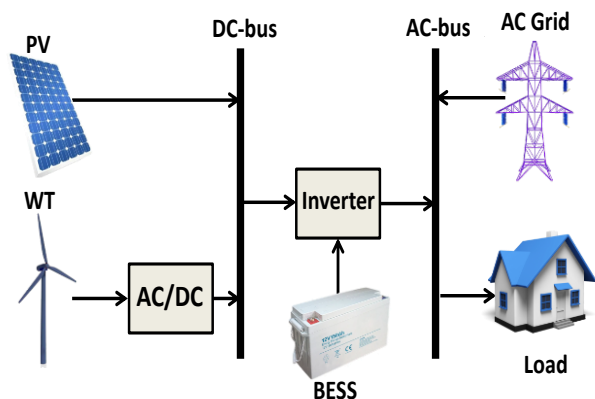 PV
DC-bus
AC-bus
AC Grid
WT
Inverter
AC/DC
BESS
Load